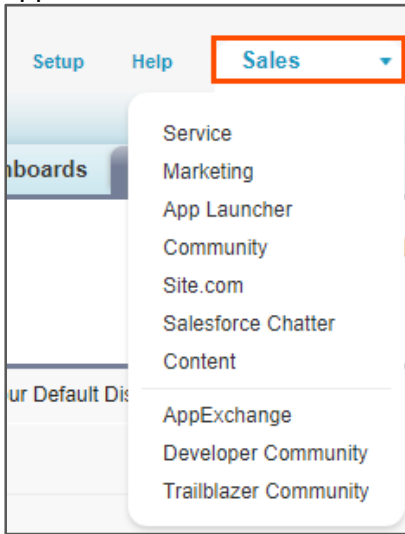 Setup Help Sales
Service
nboards Marketing
App Launcher
Community
Site.com
Salesforce Chatter
Content
ur Default Dis
AppExchange
Developer Community
Trailblazer Community